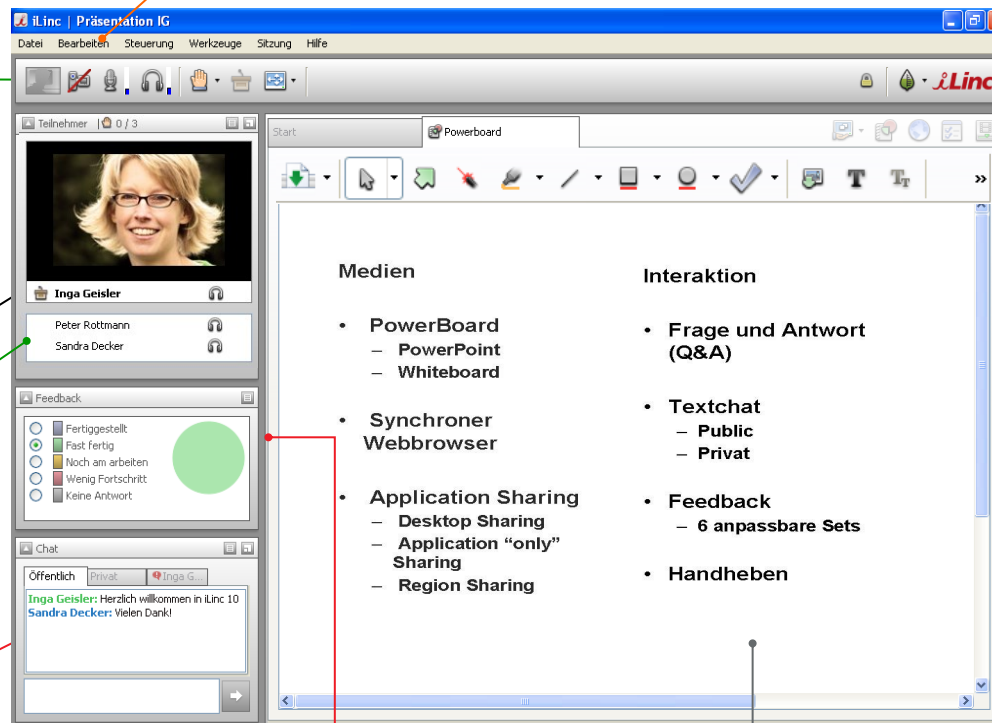 iLinc | Präsentation IG
Datei Bearbeiten Steuerung Werkzeuge Sitzung Hilfe
iLinc
Teilnehmer | 0 / 3
Inga Geisler
Peter Rottmann
Sandra Decker
Feedback
Fertiggestellt
Fast fertig
Noch am arbeiten
Wenig Fortschritt
Keine Antwort
Chat
Öffentlich Privat Inga G...
Inga Geisler: Herzlich willkommen in iLinc 10
Sandra Decker: Vielen Dank!
Start Powerboard
T TT
»
Medien
• PowerBoard
– PowerPoint
– Whiteboard
• Synchroner
Webbrowser
• Application Sharing
– Desktop Sharing
– Application “only”
Sharing
– Region Sharing
Interaktion
• Frage und Antwort
(Q&A)
• Textchat
– Public
– Privat
• Feedback
– 6 anpassbare Sets
• Handheben